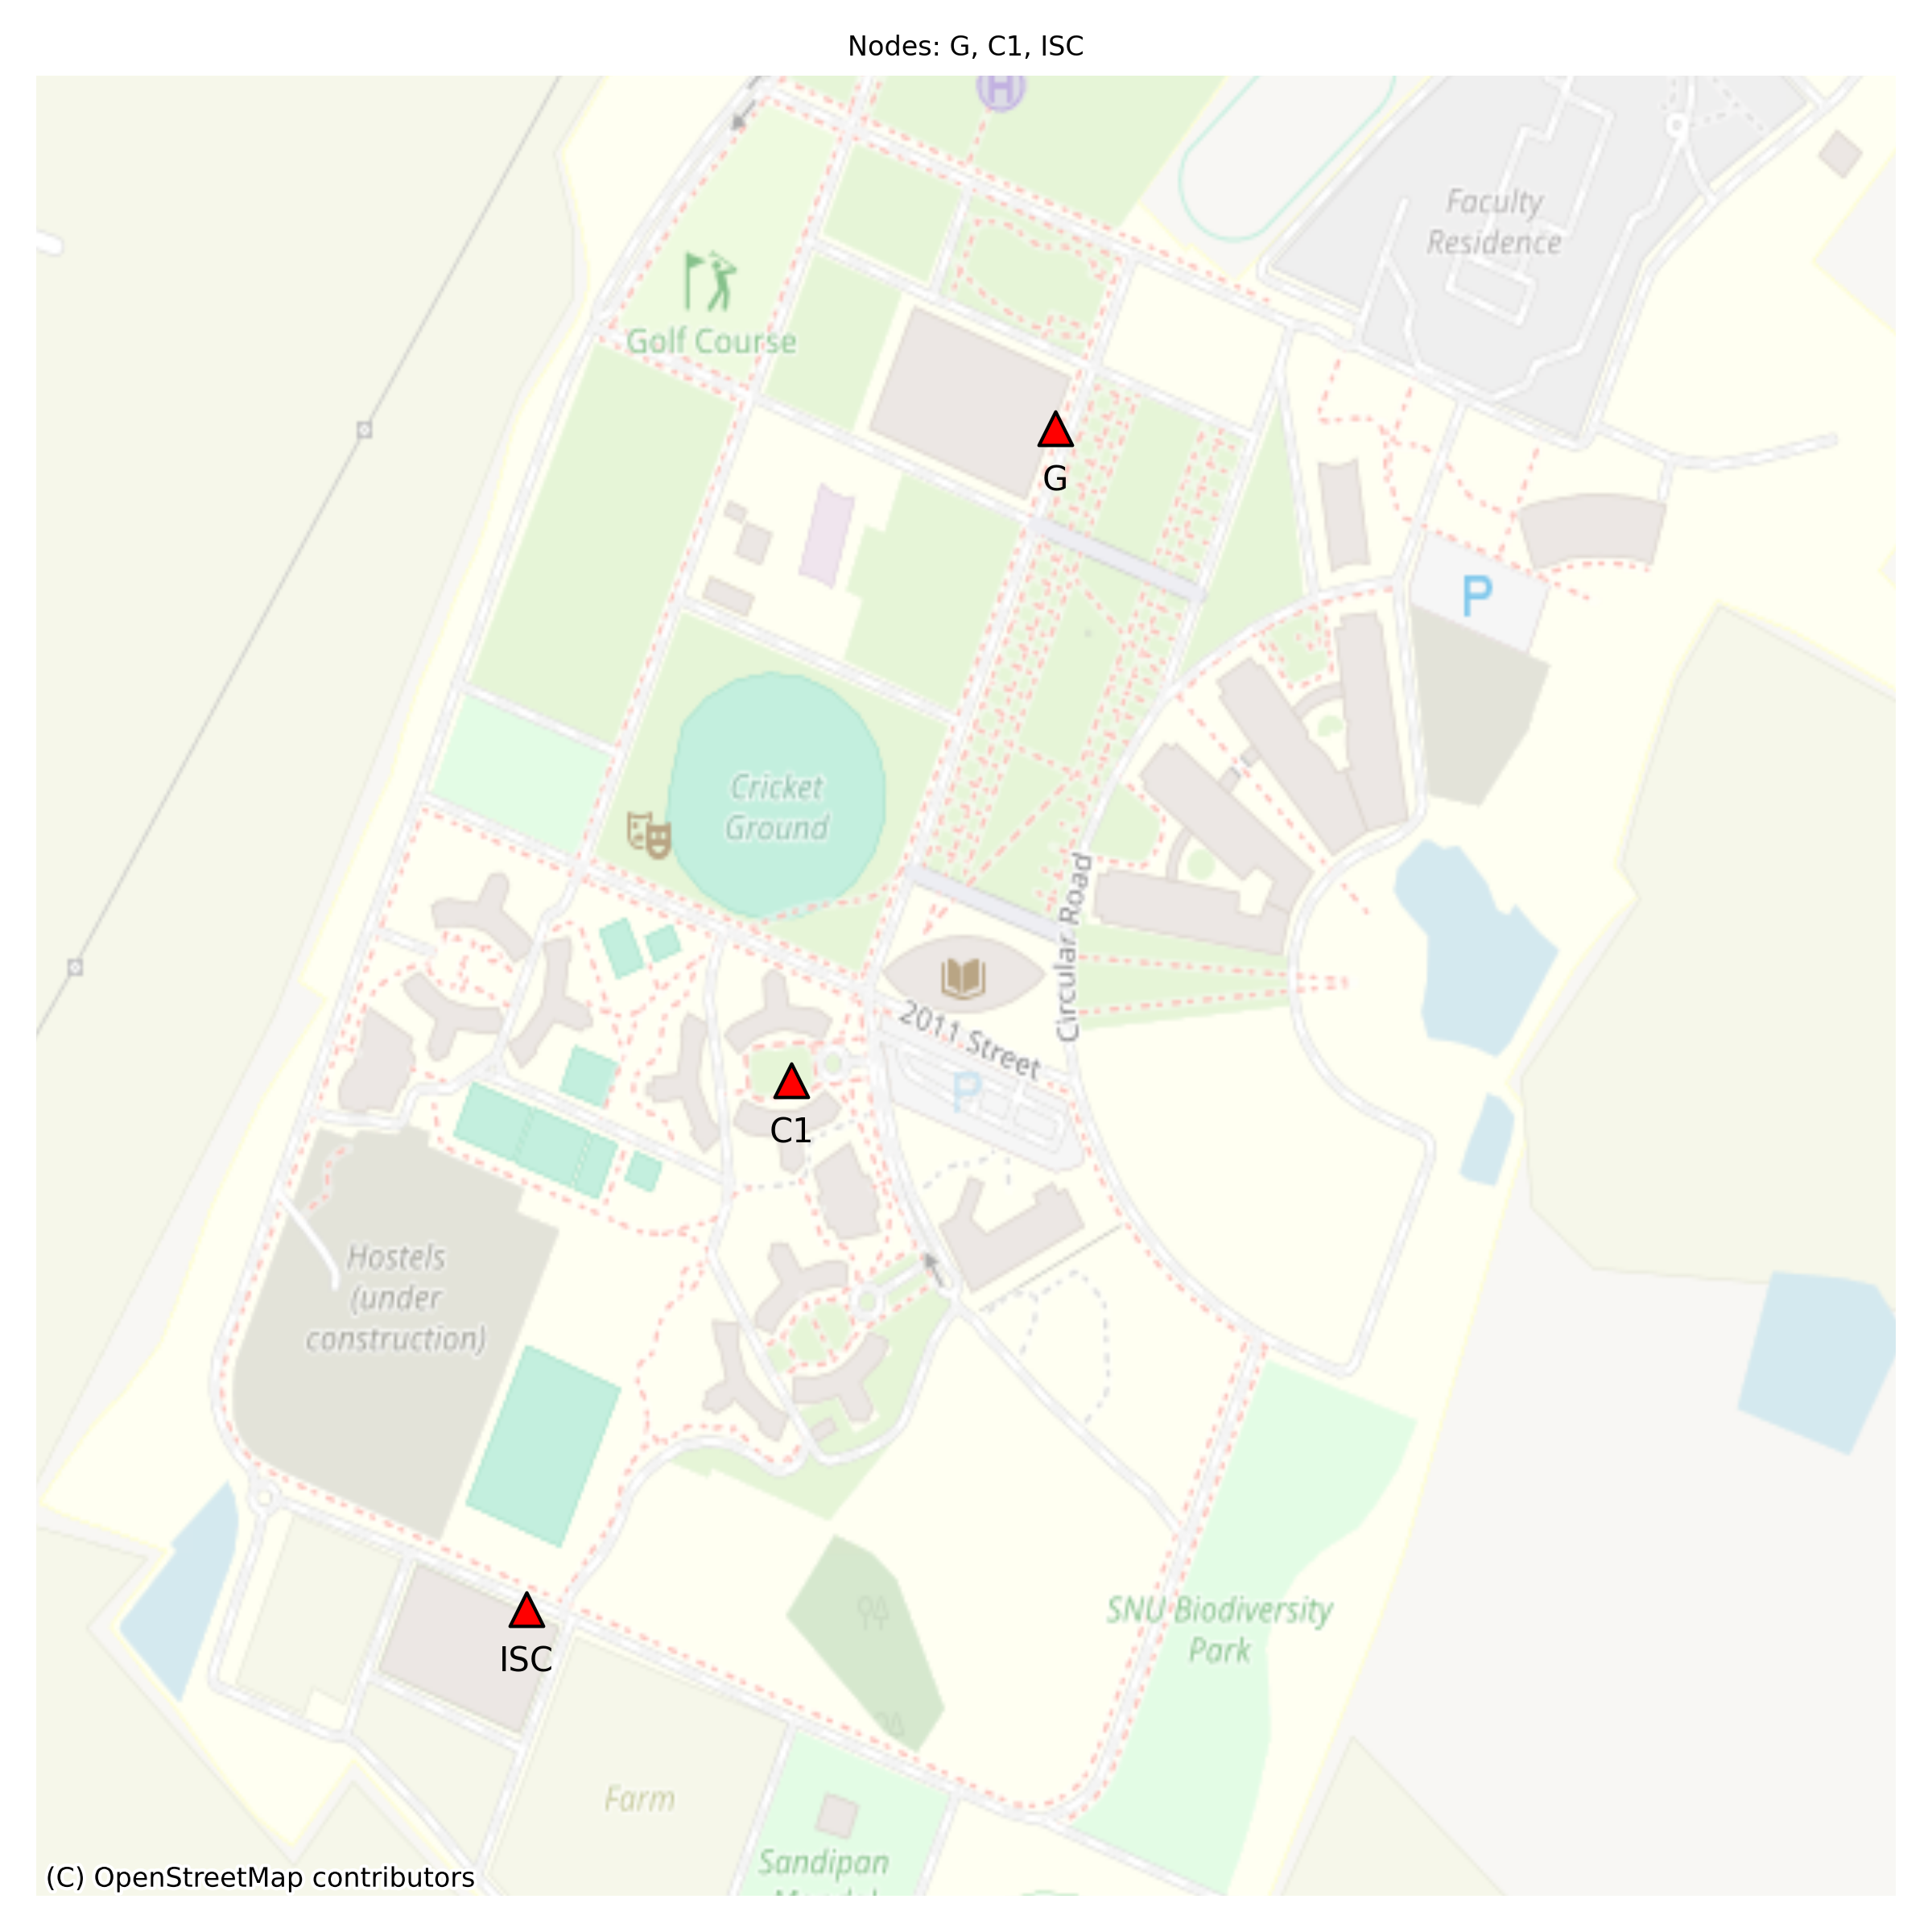 Nodes: G, C1, ISC
H
Faculty
Residence
Golf Course
G
P
Cricket
Ground
Circular Road
2011 Street
P
C1
Hostels
(under
construction)
ISC
SNU Biodiversity
Park
Farm
Sandipan
(C) OpenStreetMap contributors